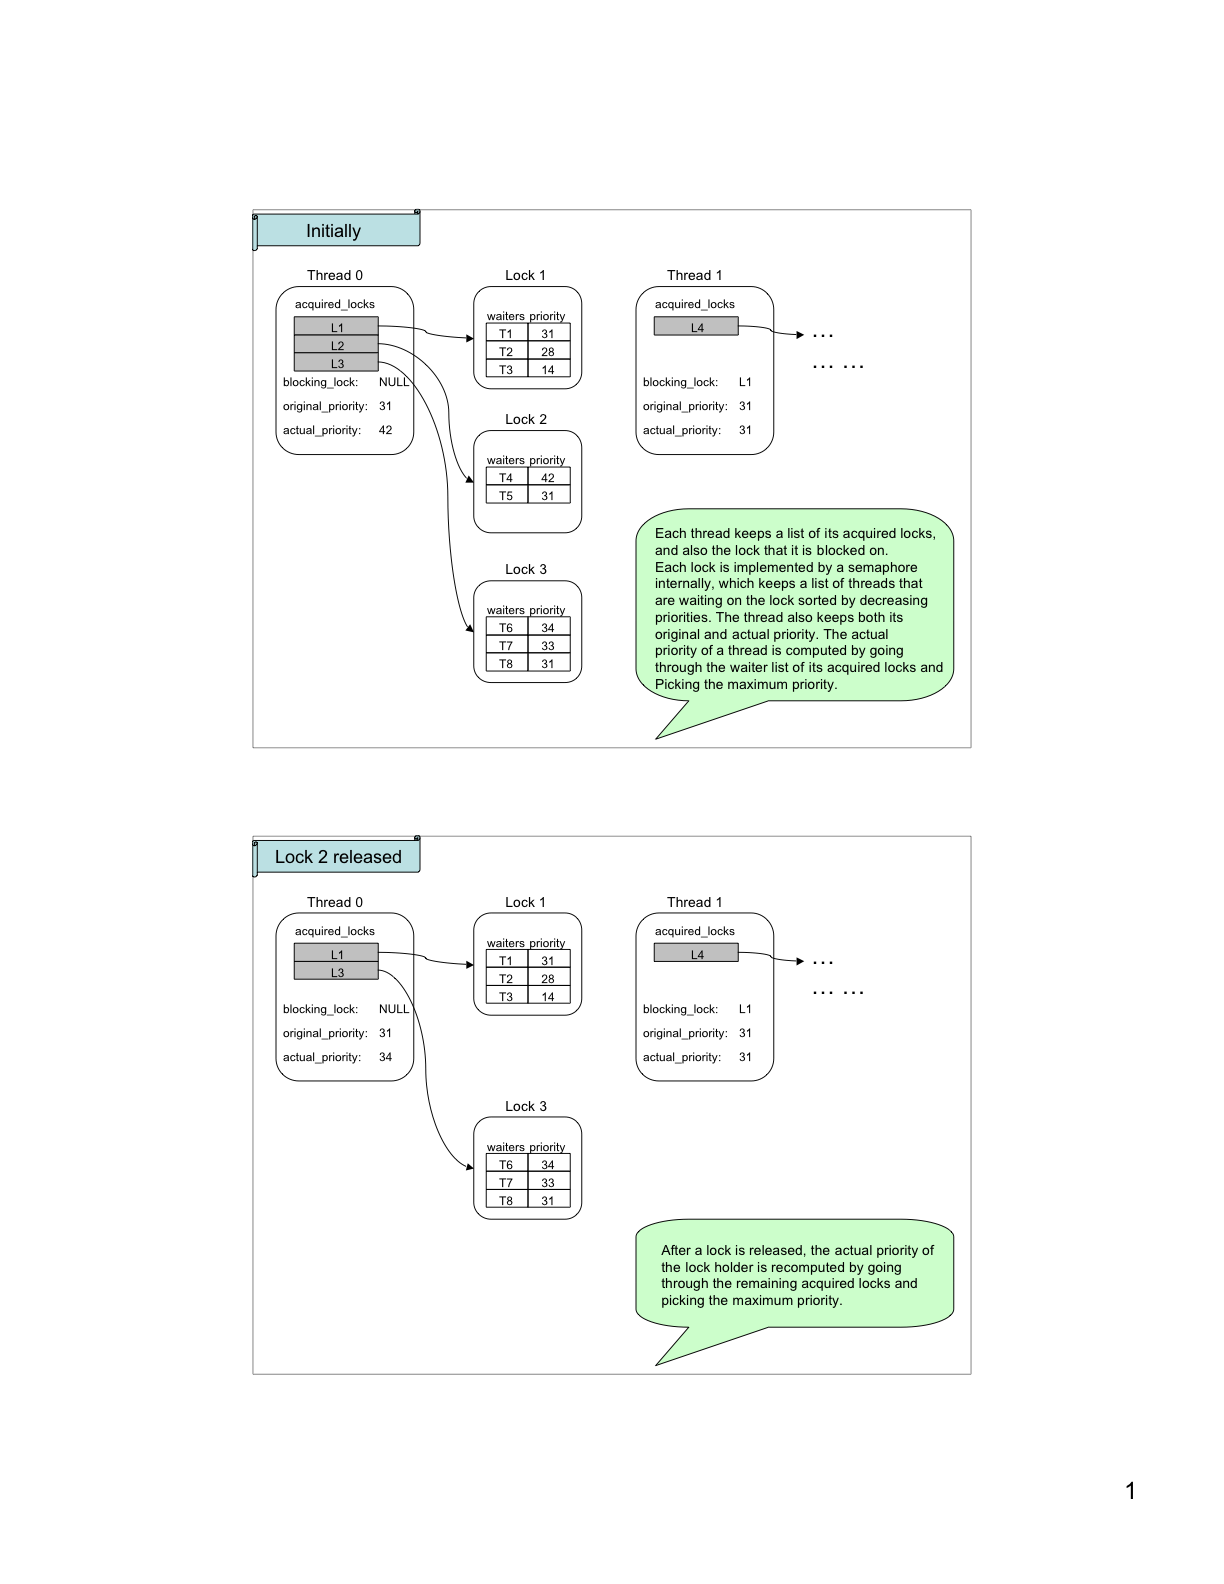 Initially
Thread 0
acquired_locks
L1
L2
L3
blocking_lock: NULL
original_priority: 31
actual_priority: 42
Lock 1
waiters priority
T1 31
T2 28
T3 14
Lock 2
waiters priority
T4 42
T5 31
Lock 3
waiters priority
T6 34
T7 33
T8 31
Thread 1
acquired_locks
L4
...
... ...
blocking_lock: L1
original_priority: 31
actual_priority: 31
Each thread keeps a list of its acquired locks,
and also the lock that it is blocked on.
Each lock is implemented by a semaphore
internally, which keeps a list of threads that
are waiting on the lock sorted by decreasing
priorities. The thread also keeps both its
original and actual priority. The actual
priority of a thread is computed by going
through the waiter list of its acquired locks and
Picking the maximum priority.
Lock 2 released
Thread 0
acquired_locks
L1
L3
blocking_lock: NULL
original_priority: 31
actual_priority: 34
Lock 1
waiters priority
T1 31
T2 28
T3 14
Lock 3
waiters priority
T6 34
T7 33
T8 31
Thread 1
acquired_locks
L4
...
... ...
blocking_lock: L1
original_priority: 31
actual_priority: 31
After a lock is released, the actual priority of
the lock holder is recomputed by going
through the remaining acquired locks and
picking the maximum priority.
1